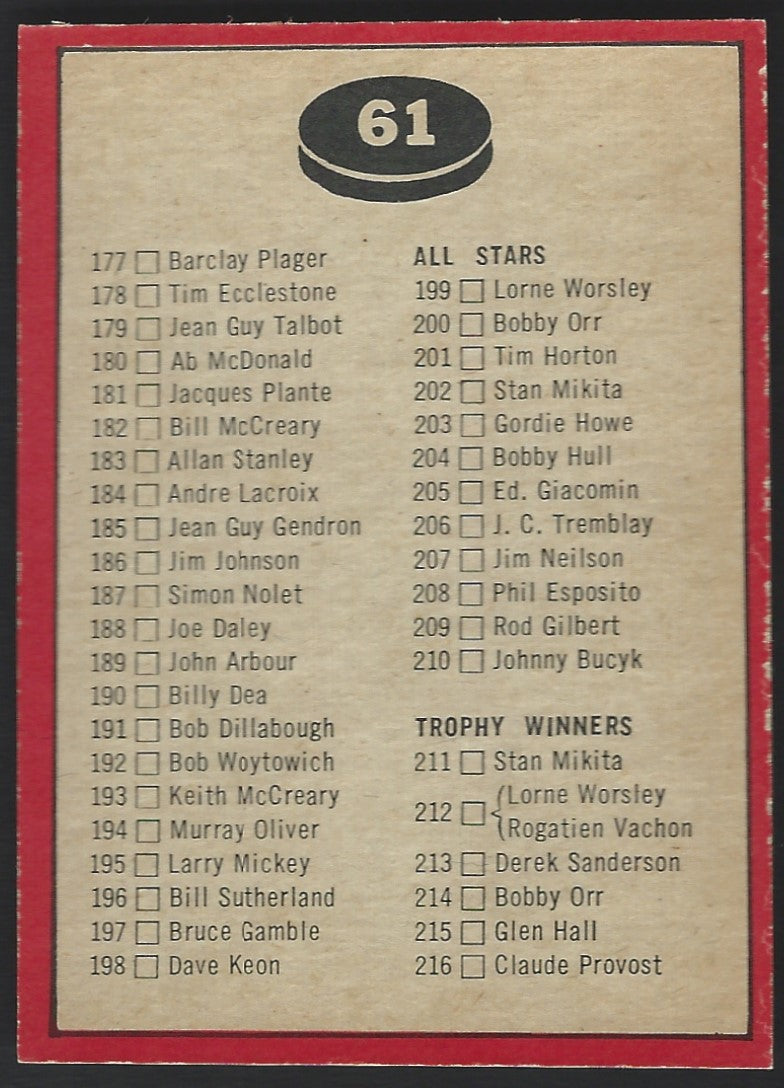 61
177 Barclay Plager
178 Tim Ecclestone
179 Jean Guy Talbot
180 Ab McDonald
181 Jacques Plante
182 Bill McCreary
183 Allan Stanley
184 Andre Lacroix
185 Jean Guy Gendron
186 Jim Johnson
187 Simon Nolet
188 Joe Daley
189 John Arbour
190 Billy Dea
191 Bob Dillabough
192 Bob Woytowich
193 Keith McCreary
194 Murray Oliver
195 Larry Mickey
196 Bill Sutherland
197 Bruce Gamble
198 Dave Keon
ALL STARS
199 Lorne Worsley
200 Bobby Orr
201 Tim Horton
202 Stan Mikita
203 Gordie Howe
204 Bobby Hull
205 Ed. Giacomin
206 J. C. Tremblay
207 Jim Neilson
208 Phil Esposito
209 Rod Gilbert
210 Johnny Bucyk
TROPHY WINNERS
211 Stan Mikita
212 Lorne Worsley
Rogatien Vachon
213 Derek Sanderson
214 Bobby Orr
215 Glen Hall
216 Claude Provost